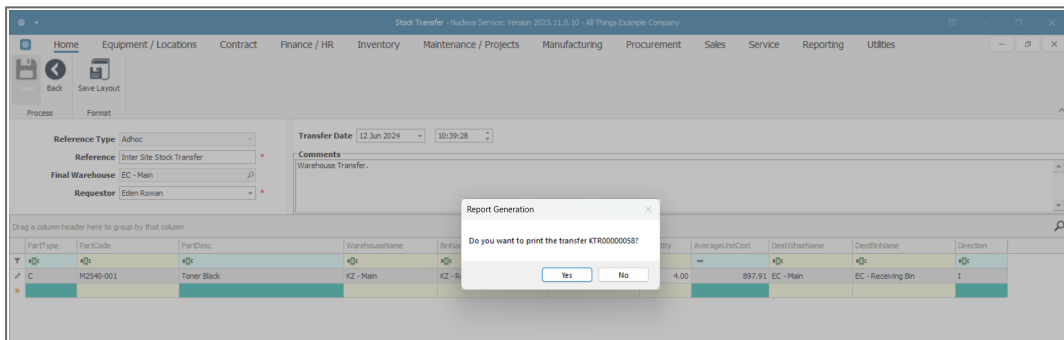 Stock Transfer - Nucleus Service: Version 2023.11.0.10 - All Things Example Company
Home Equipment / Locations Contract Finance / HR Inventory Maintenance / Projects Manufacturing Procurement Sales Service Reporting Utilities
Save Back Save Layout
Process Format
Reference Type Adhoc
Transfer Date 12 Jun 2024 10:39:28
Reference Inter Site Stock Transfer *
Comments
Warehouse Transfer.
Final Warehouse EC - Main
Requestor Eden Rowan *
Report Generation
Do you want to print the transfer KTR00000058?
Yes No
Drag a column header here to group by that column
PartType PartCode PartDesc WarehouseName AverageUnitCost DestWhseName DestBinName Direction
C M2540-001 Toner Black KZ - Main 4.00 897.91 EC - Main EC - Receiving Bin I